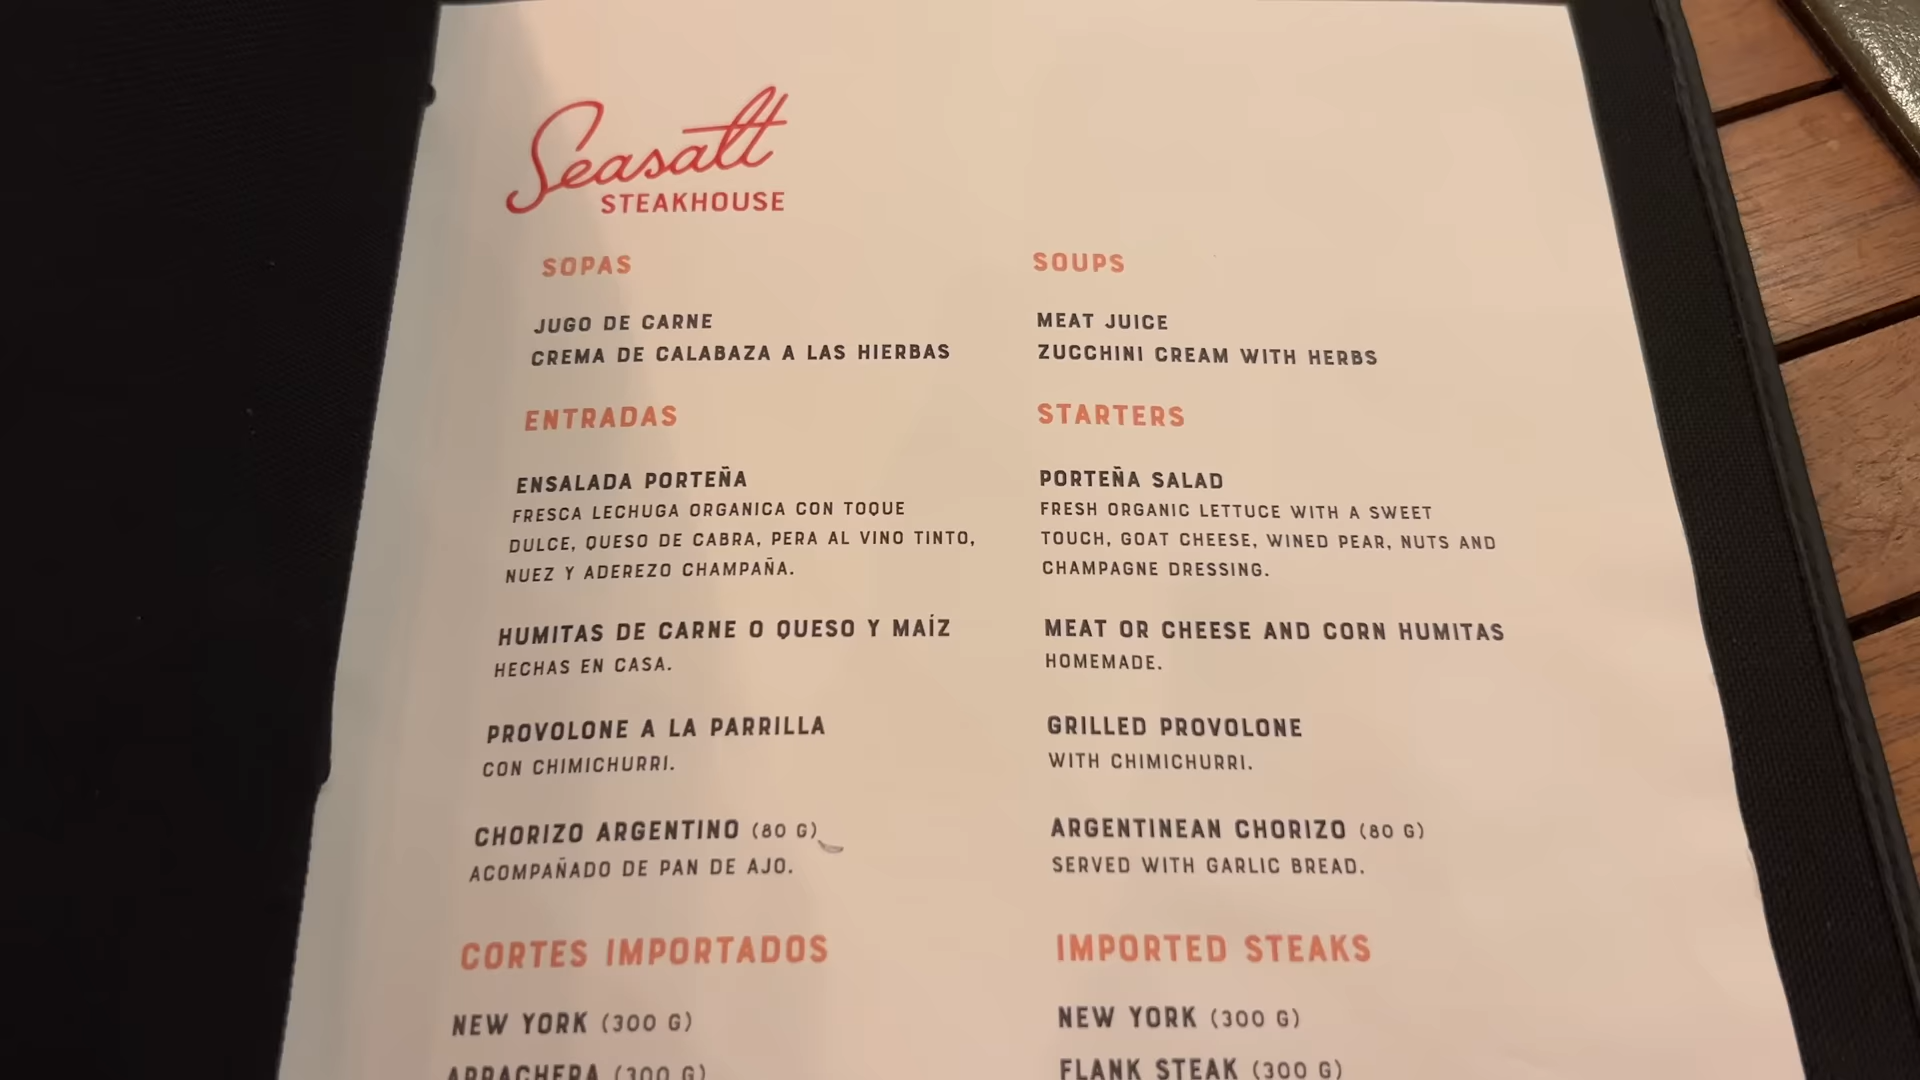 Seasalt
STEAKHOUSE
SOPAS
JUGO DE CARNE
CREMA DE CALABAZA A LAS HIERBAS
ENTRADAS
ENSALADA PORTEÑA
FRESCA LECHUGA ORGANICA CON TOQUE
DULCE, QUESO DE CABRA, PERA AL VINO TINTO,
NUEZ Y ADEREZO CHAMPAÑA.
HUMITAS DE CARNE O QUESO Y MAÍZ
HECHAS EN CASA.
PROVOLONE A LA PARRILLA
CON CHIMICHURRI.
CHORIZO ARGENTINO (80 G)
ACOMPAÑADO DE PAN DE AJO.
CORTES IMPORTADOS
NEW YORK (300 G)
ARRACHERA (300 G)
SOUPS
MEAT JUICE
ZUCCHINI CREAM WITH HERBS
STARTERS
PORTEÑA SALAD
FRESH ORGANIC LETTUCE WITH A SWEET
TOUCH, GOAT CHEESE, WINED PEAR, NUTS AND
CHAMPAGNE DRESSING.
MEAT OR CHEESE AND CORN HUMITAS
HOMEMADE.
GRILLED PROVOLONE
WITH CHIMICHURRI.
ARGENTINEAN CHORIZO (80 G)
SERVED WITH GARLIC BREAD.
IMPORTED STEAKS
NEW YORK (300 G)
FLANK STEAK (300 G)